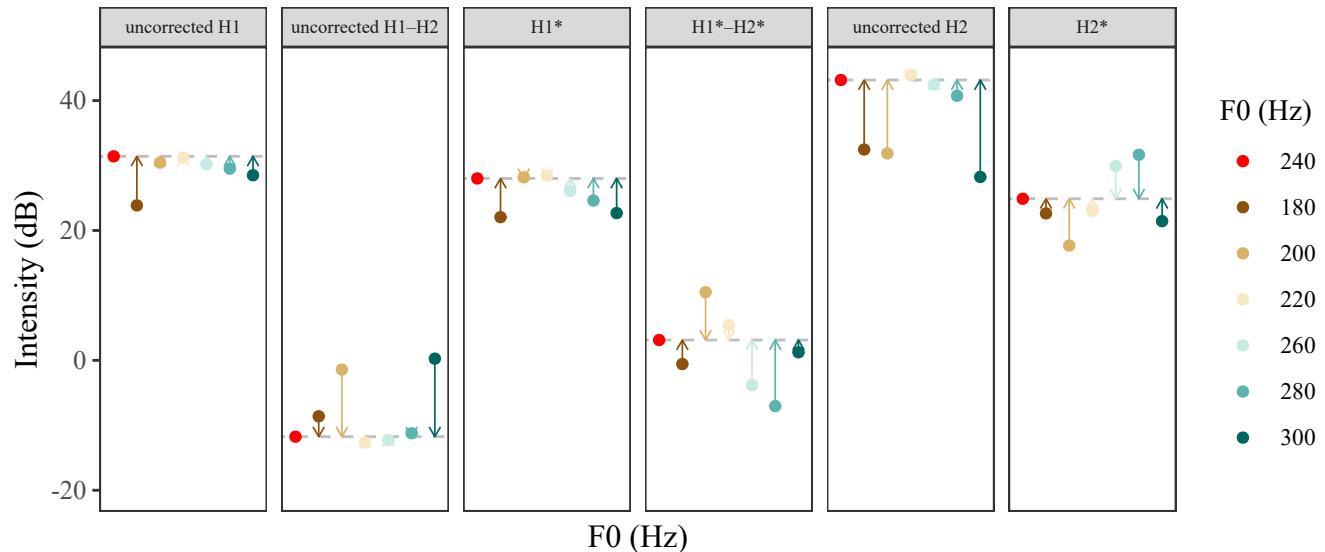 uncorrected H1
uncorrected H1–H2
H1*
H1*–H2*
uncorrected H2
H2*
Intensity (dB)
40
20
0
-20
F0 (Hz)
F0 (Hz)
240
180
200
220
260
280
300